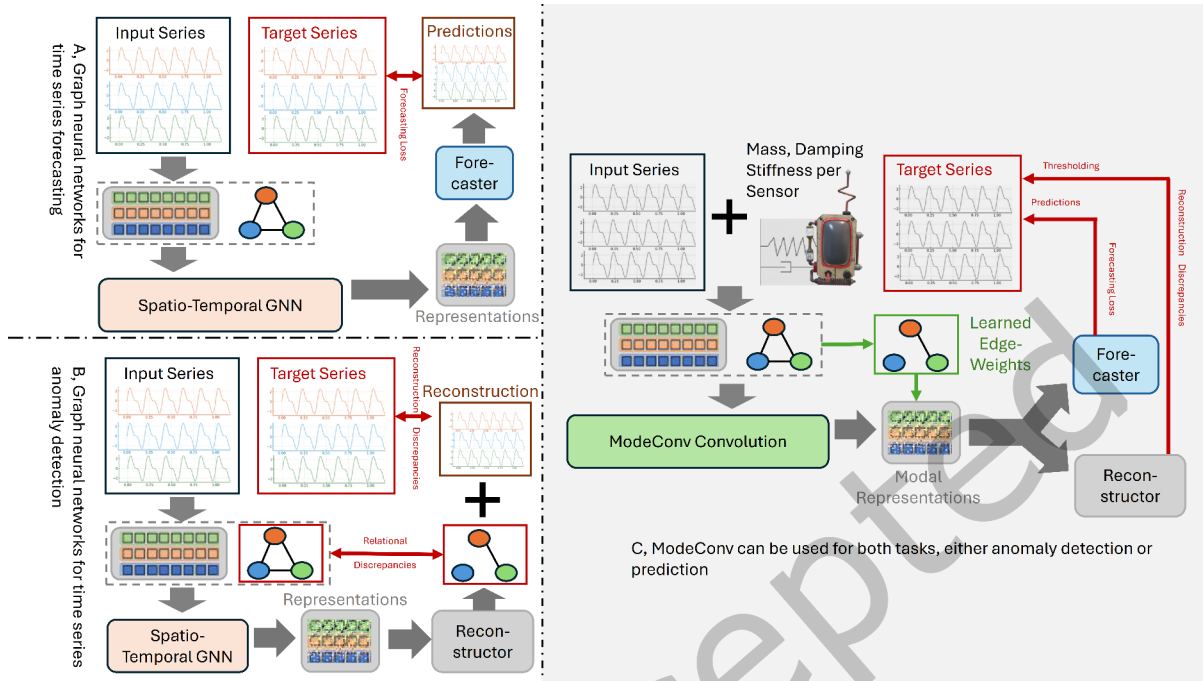 A, Graph neural networks for
time series forecasting
Input Series
Target Series
Predictions
Forecasting Loss
Fore-
caster
Spatio-Temporal GNN
Representations
B, Graph neural networks for time series
anomaly detection
Input Series
Target Series
Reconstruction
Reconstruction Discrepancies
Relational
Discrepancies
Representations
Spatio-
Temporal GNN
Recon-
structor
Input Series
Mass, Damping
Stiffness per
Sensor
Target Series
Thresholding
Predictions
Forecasting Loss
Reconstruction Discrepancies
Learned
Edge-
Weights
Fore-
caster
ModeConv Convolution
Modal
Representations
Recon-
structor
C, ModeConv can be used for both tasks, either anomaly detection or
prediction